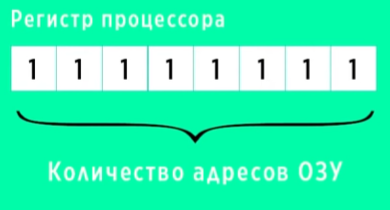 Регистр процессора
1 1 1 1 1 1 1 1
Количество адресов ОЗУ